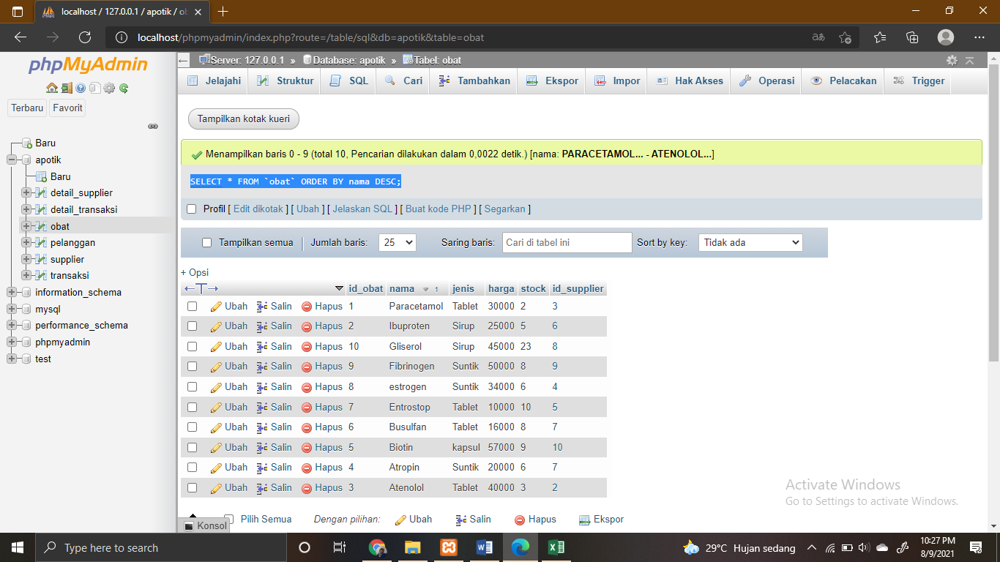 localhost / 127.0.0.1 / apotik / ob
localhost/phpmyadmin/index.php?route=/table/sql&db=apotik&table=obat
phpMyAdmin
Terbaru Favorit
Baru
apotik
Baru
detail_supplier
detail_transaksi
obat
pelanggan
supplier
transaksi
information_schema
mysql
performance_schema
phpmyadmin
test
Server: 127.0.0.1 » Database: apotik » Tabel: obat
Jelajahi Struktur SQL Cari Tambahkan Ekspor Impor Hak Akses Operasi Pelacakan Trigger
Tampilkan kotak kueri
Menampilkan baris 0 - 9 (total 10, Pencarian dilakukan dalam 0,0022 detik.) [nama: PARACETAMOL... - ATENOLOL...]
SELECT * FROM `obat` ORDER BY nama DESC;
Profil [ Edit dikotak ] [ Ubah ] [ Jelaskan SQL ] [ Buat kode PHP ] [ Segarkan ]
Tampilkan semua | Jumlah baris: 25 Saring baris: Cari di tabel ini Sort by key: Tidak ada
+ Opsi
←T→ id_obat nama 1 jenis harga stock id_supplier
Ubah Salin Hapus 1 Paracetamol Tablet 30000 2 3
Ubah Salin Hapus 2 Ibuproten Sirup 25000 5 6
Ubah Salin Hapus 10 Gliserol Sirup 45000 23 8
Ubah Salin Hapus 9 Fibrinogen Suntik 50000 8 9
Ubah Salin Hapus 8 estrogen Suntik 34000 6 4
Ubah Salin Hapus 7 Entrostop Tablet 10000 10 5
Ubah Salin Hapus 6 Busulfan Tablet 16000 8 7
Ubah Salin Hapus 5 Biotin kapsul 57000 9 10
Ubah Salin Hapus 4 Atropin Suntik 20000 6 7
Ubah Salin Hapus 3 Atenolol Tablet 40000 3 2
Pilih Semua Dengan pilihan: Ubah Salin Hapus Ekspor
Konsol
Activate Windows
Go to Settings to activate Windows.
Type here to search
29°C Hujan sedang
10:27 PM
8/9/2021